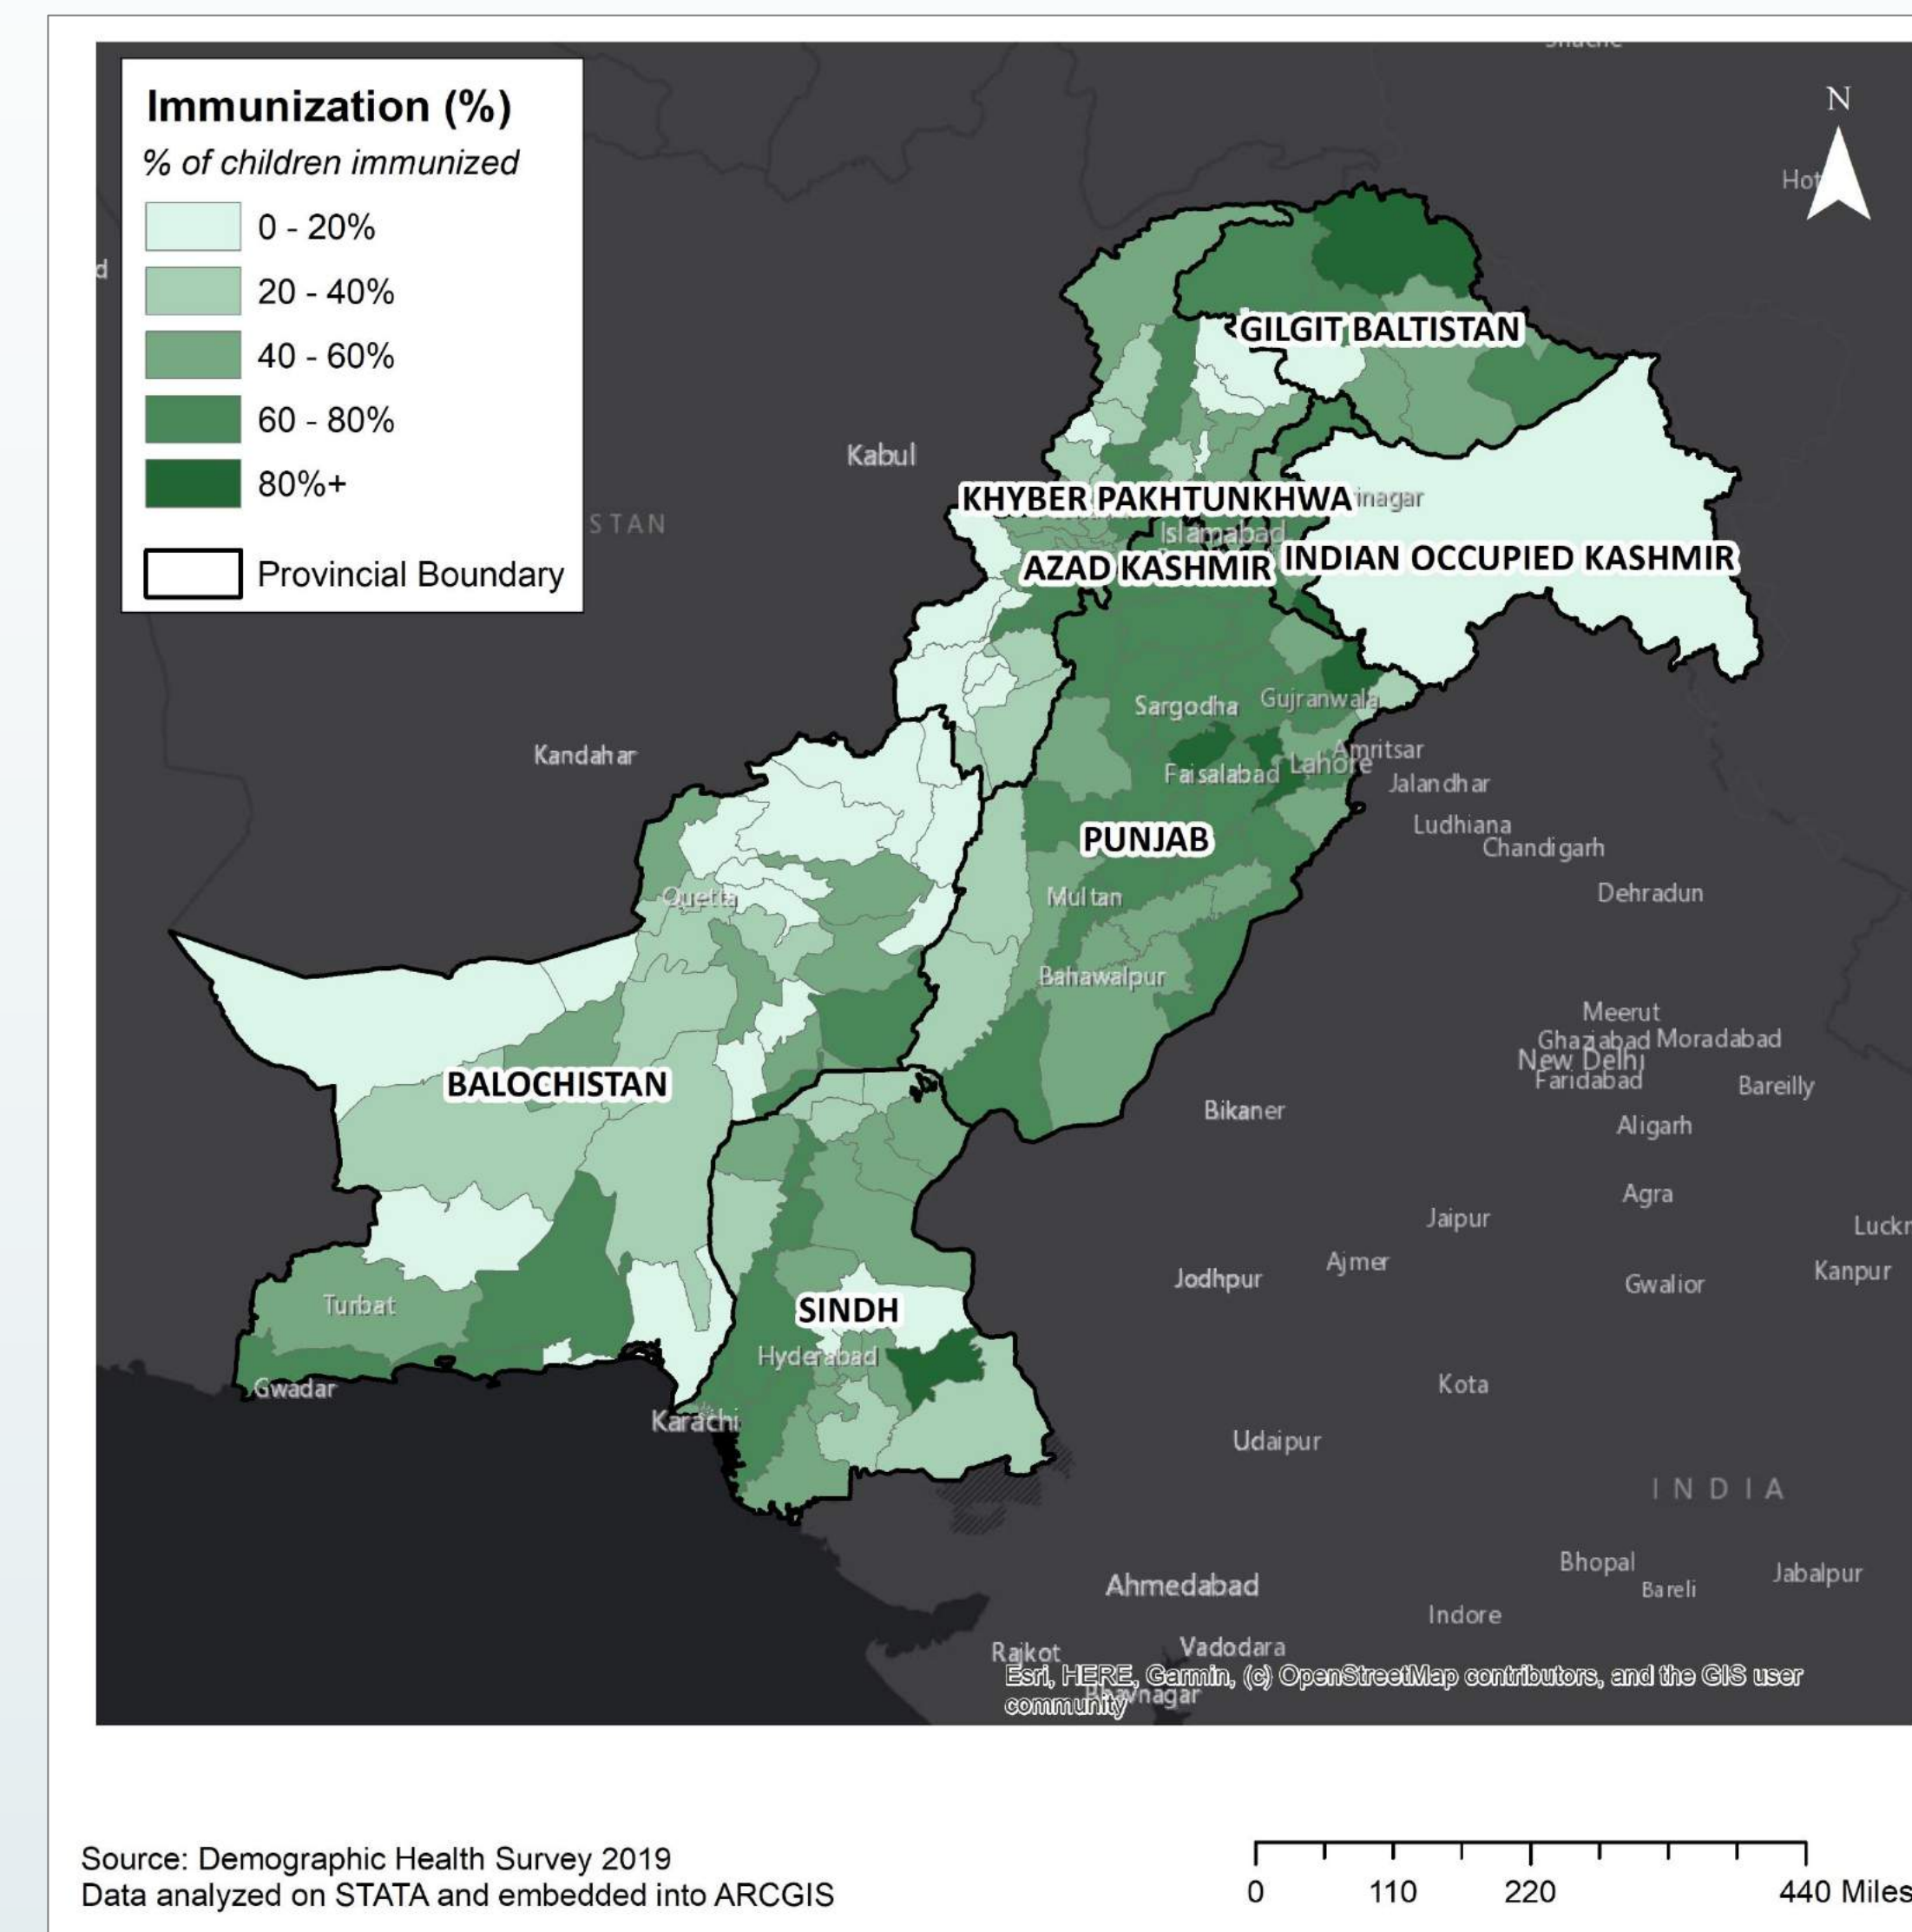 Immunization (%)
% of children immunized
0 - 20%
20 - 40%
40 - 60%
60 - 80%
80%+
Provincial Boundary
N
GILGIT BALTISTAN
Kabul
KHYBER PAKHTUNKHWA
inagar
STAN
Islamabad
AZAD KASHMIR
INDIAN OCCUPIED KASHMIR
Sargodha
Gujranwala
Kandahar
Amritsar
Lahore
Faisalabad
Jalandhar
Ludhiana
PUNJAB
Chandigarh
Quetta
Multan
Dehradun
Bahawalpur
Meerut
Ghaziabad
Moradabad
New Delhi
Faridabad
BALOCHISTAN
Bareilly
Bikaner
Aligarh
Agra
Jaipur
Luckr
Ajmer
Jodhpur
Kanpur
Gwalior
Turbat
SINDH
Hyderabad
Gwadar
Kota
Karachi
Udaipur
INDIA
Bhopal
Jabalpur
Ahmedabad
Bareli
Indore
Vadodara
Rajkot
Esri, HERE, Garmin, (c) OpenStreetMap contributors, and the GIS user
community
Bhavnagar
Source: Demographic Health Survey 2019
Data analyzed on STATA and embedded into ARCGIS
0 110 220 440 Miles